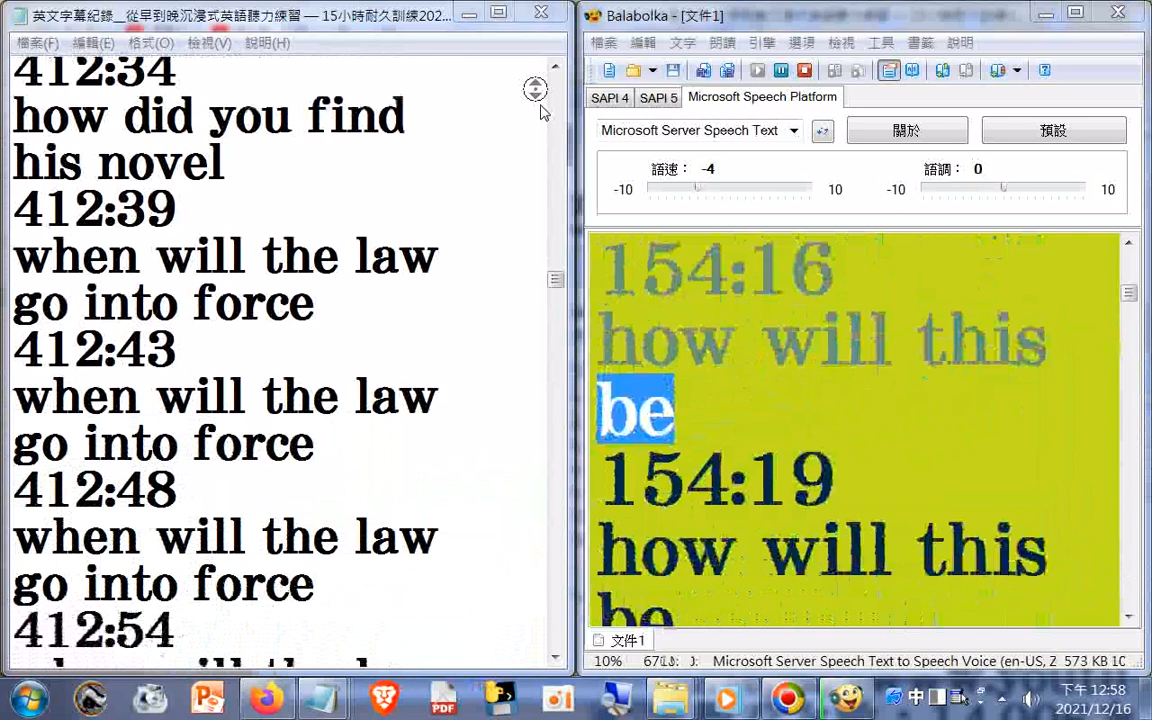 英文字幕紀錄__從早到晚沉浸式英語聽力練習 — 15小時耐久訓練202...
檔案(F) 編輯(E) 格式(O) 檢視(V) 說明(H)
412:34
how did you find
his novel
412:39
when will the law
go into force
412:43
when will the law
go into force
412:48
when will the law
go into force
412:54
Balabolka - [文件1]
檔案 編輯 文字 朗讀 引擎 選項 檢視 工具 書籤 說明
SAPI 4 SAPI 5 Microsoft Speech Platform
Microsoft Server Speech Text 關於 預設
語速： -4 語調： 0
-10 10 -10 10
154:16
how will this
be
154:19
how will this
be
文件1
10% Microsoft Server Speech Text to Speech Voice (en-US, Z 573 KB 10
PDF 中 下午 12:58
2021/12/16